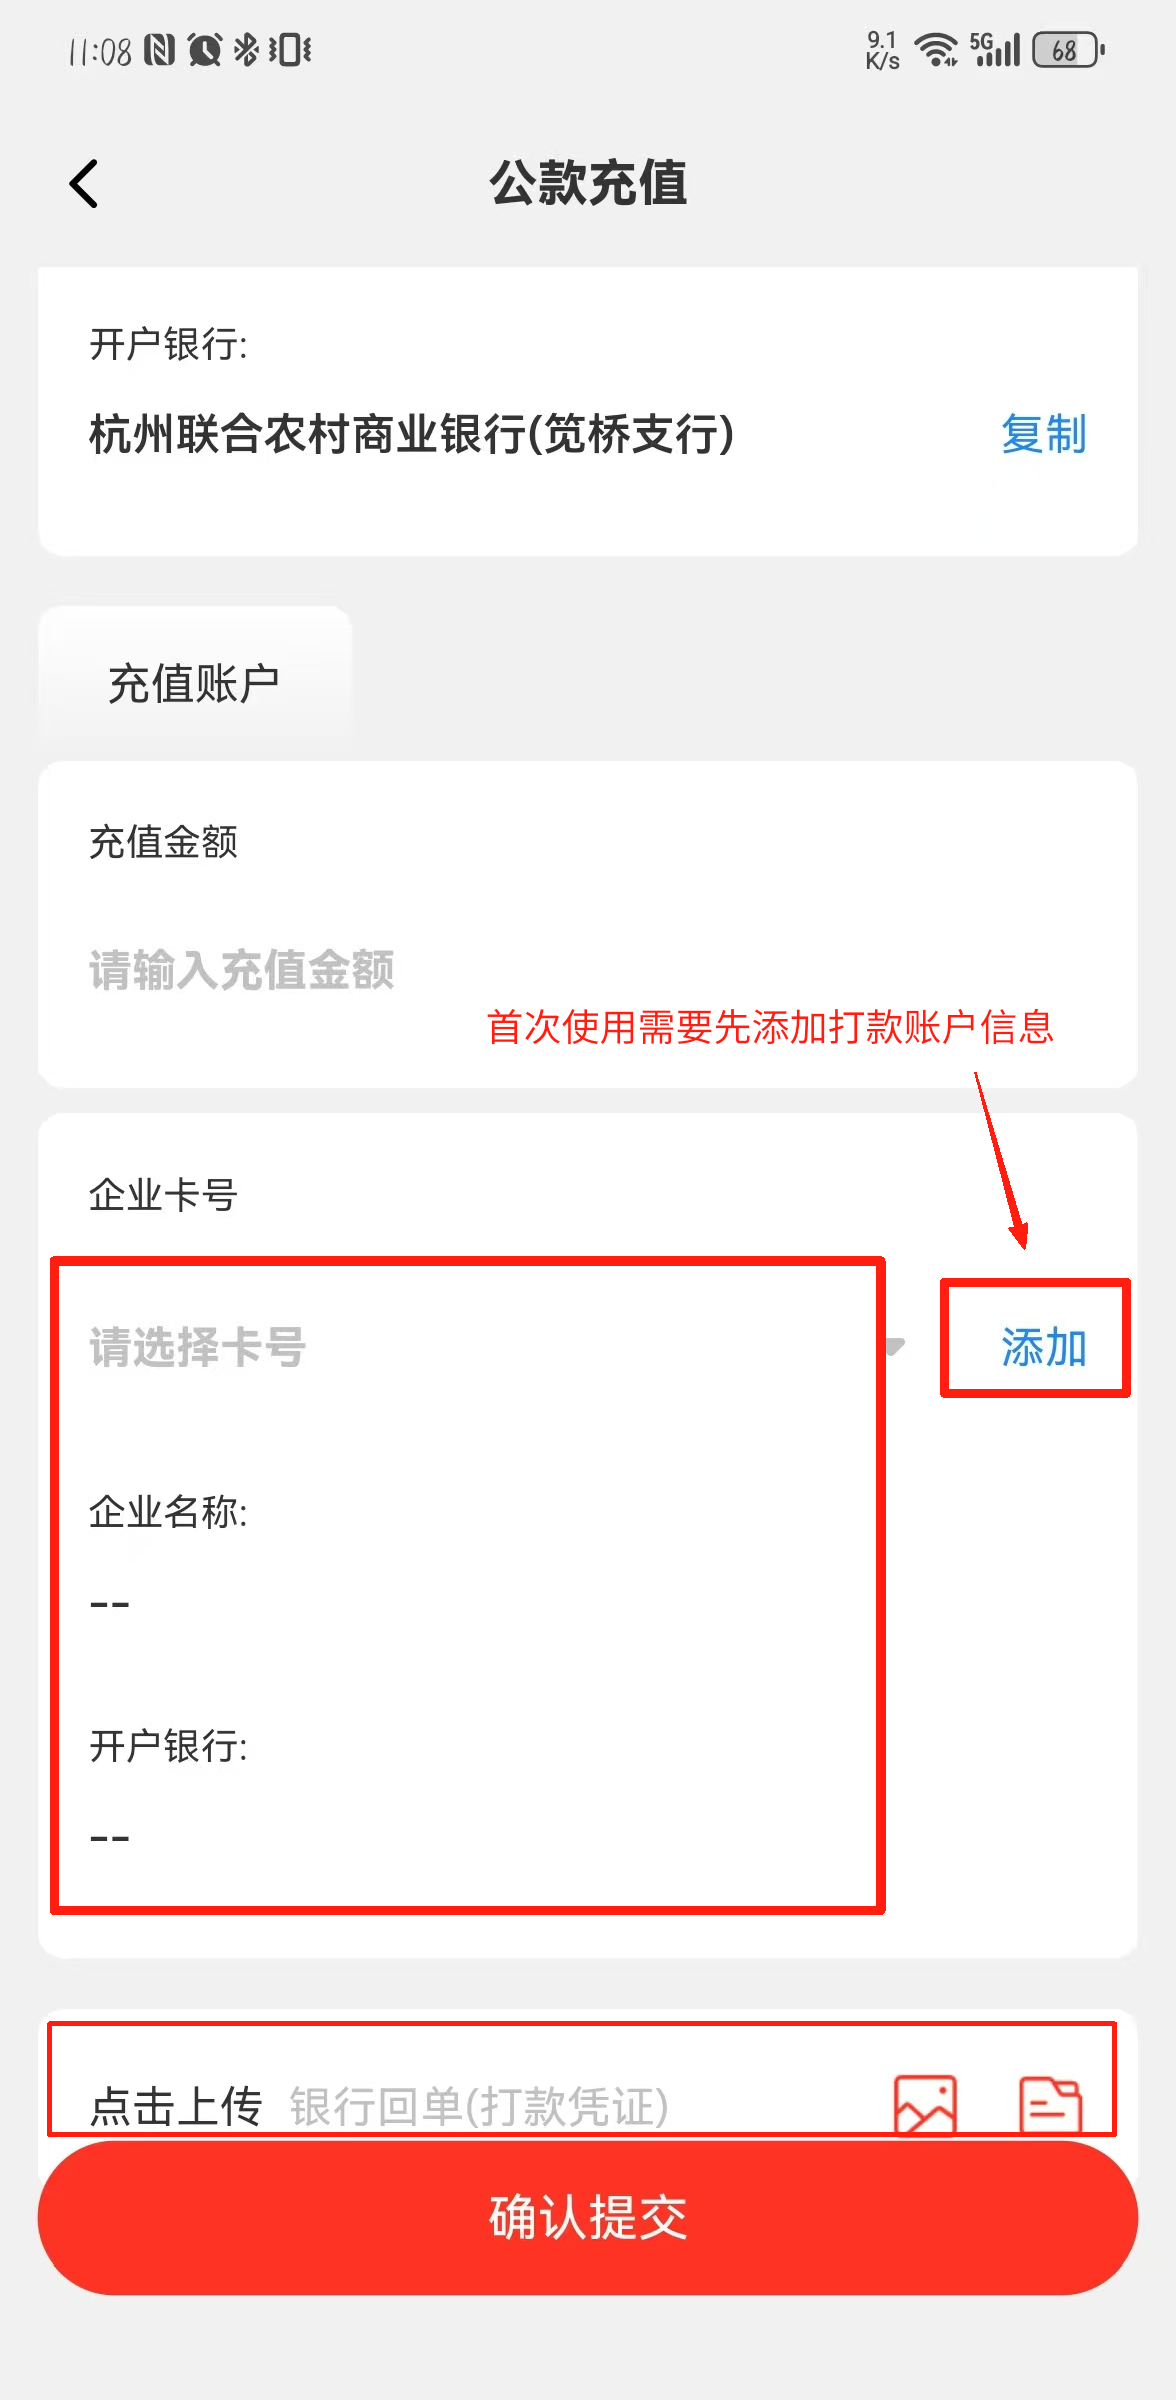 11:08
9.1
K/s
5G
68
公款充值
开户银行:
杭州联合农村商业银行(笕桥支行)
复制
充值账户
充值金额
请输入充值金额
首次使用需要先添加打款账户信息
企业卡号
请选择卡号
添加
企业名称:
--
开户银行:
--
点击上传 银行回单(打款凭证)
确认提交